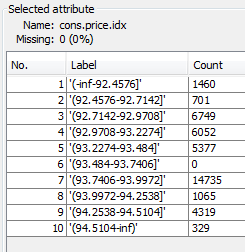 Selected attribute
Name: cons.price.idx
Missing: 0 (0%)
No. Label Count
1 '(-inf-92.4576]' 1460
2 '(92.4576-92.7142]' 701
3 '(92.7142-92.9708]' 6749
4 '(92.9708-93.2274]' 6052
5 '(93.2274-93.484]' 5377
6 '(93.484-93.7406]' 0
7 '(93.7406-93.9972]' 14735
8 '(93.9972-94.2538]' 1065
9 '(94.2538-94.5104]' 4319
10 '(94.5104-inf)' 329